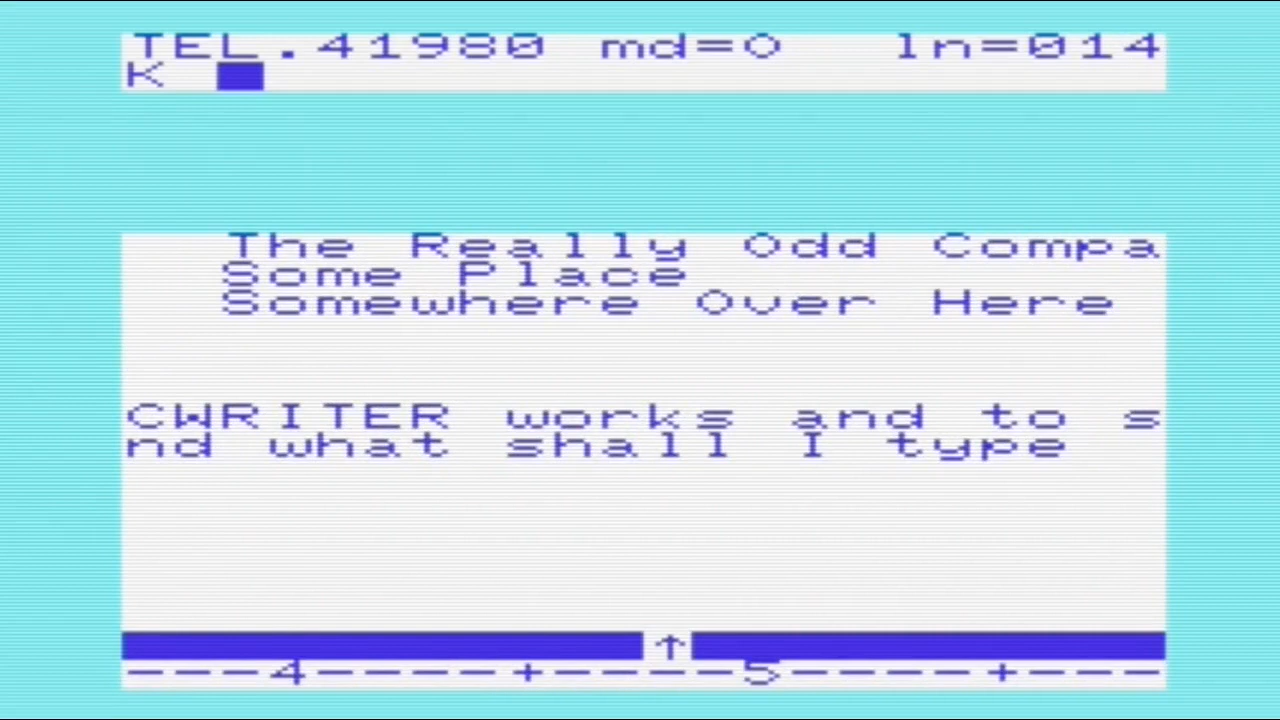 TEL.41980 md=O ln=014
K
The Really Odd Compa
Some Place
Somewhere Over Here
CWRITER works and to s
nd what shall I type
↑
---4----+----5----+---